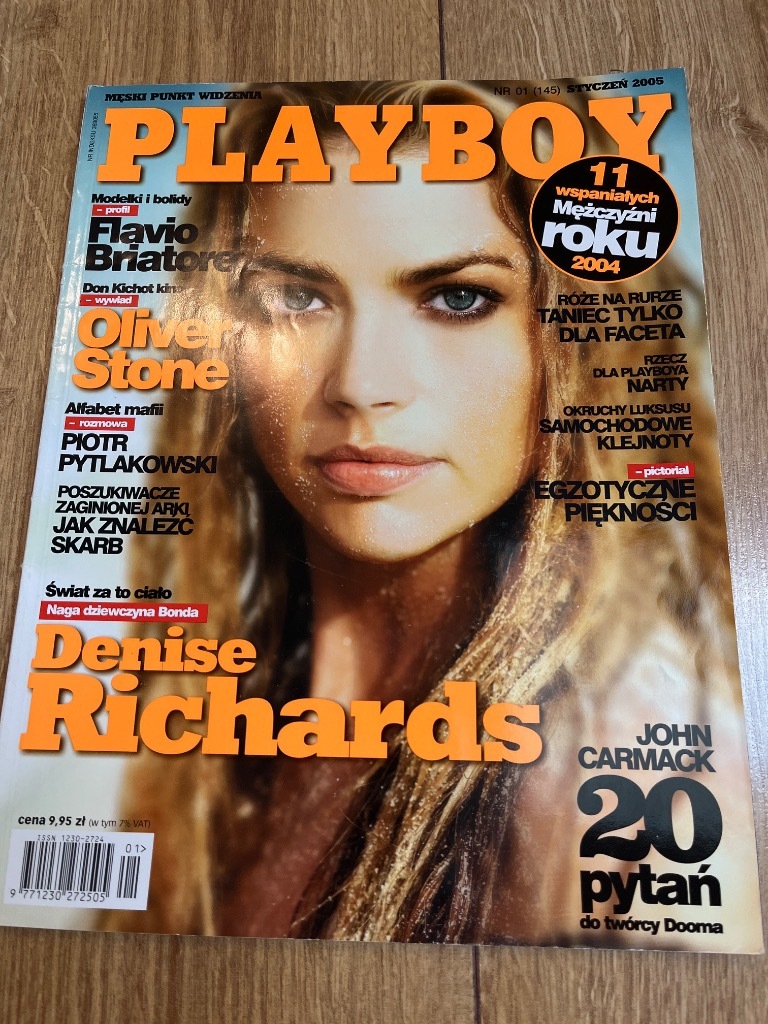 MĘSKI PUNKT WIDZENIA
NR 01 (145) STYCZEŃ 2005
PLAYBOY
11
wspaniałych
Mężczyźni
roku
2004
Modelki i bolidy
– profil
Flavio
Briatore
Don Kichot kina
– wywiad
Oliver
Stone
Alfabet mafii
– rozmowa
PIOTR
PYTLAKOWSKI
POSZUKIWACZE
ZAGINIONEJ ARKI
JAK ZNALEŹĆ
SKARB
RÓŻE NA RURZE
TANIEC TYLKO
DLA FACETA
RZECZ
DLA PLAYBOYA
NARTY
OKRUCHY LUKSUSU
SAMOCHODOWE
KLEJNOTY
– pictorial
EGZOTYCZNE
PIĘKNOŚCI
Świat za to ciało
Naga dziewczyna Bonda
Denise
Richards
JOHN
CARMACK
20
pytań
do twórcy Dooma
cena 9,95 zł (w tym 7% VAT)
ISSN 1230-2724
01>
9 771230 272505